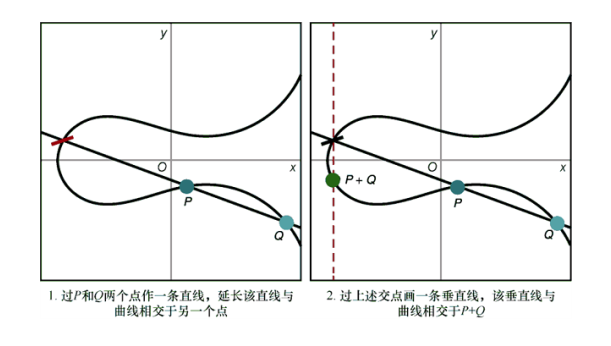 y
O
x
P
Q
1. 过P和Q两个点作一条直线，延长该直线与
曲线相交于另一个点
y
O
x
P + Q
P
Q
2. 过上述交点画一条垂直线，该垂直线与
曲线相交于P+Q